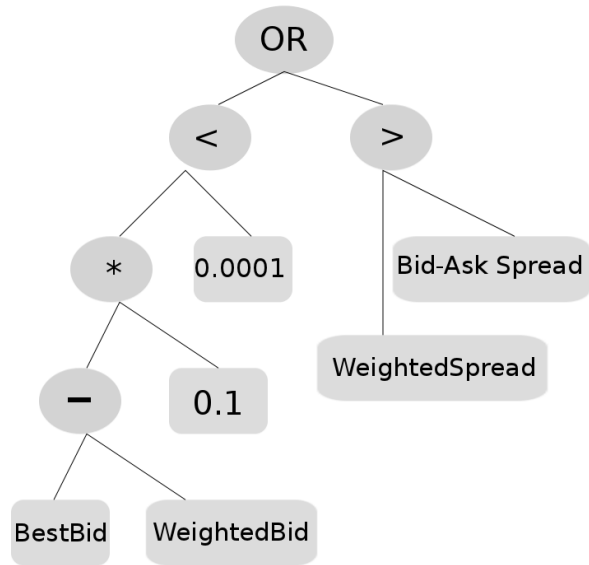 OR
<
>
*
0.0001
Bid-Ask Spread
WeightedSpread
−
0.1
BestBid
WeightedBid